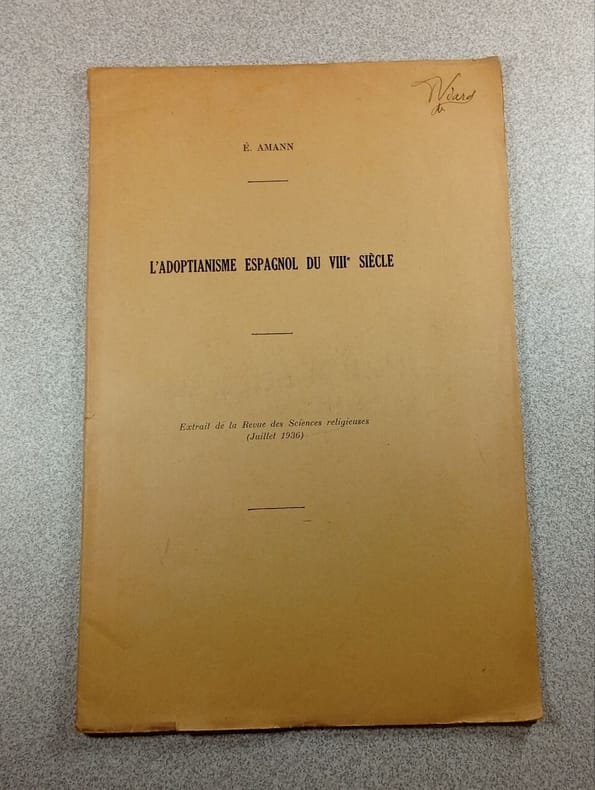 É. AMANN
L'ADOPTIANISME ESPAGNOL DU VIIIᵉ SIÈCLE
Extrait de la Revue des Sciences religieuses
(Juillet 1936)